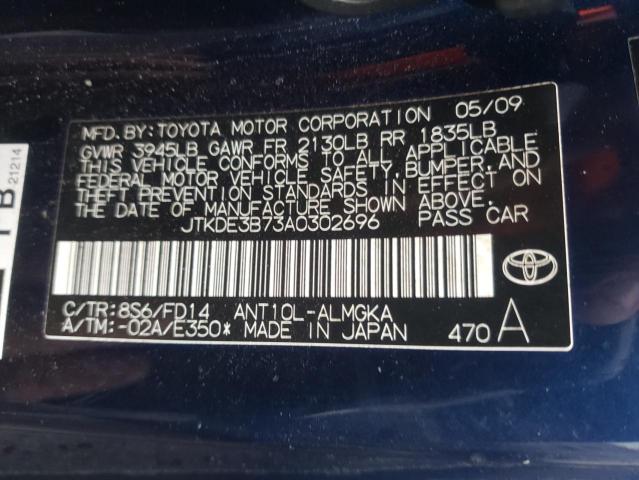 MFD. BY: TOYOTA MOTOR CORPORATION 05/09
GVWR 3945LB GAWR FR 2130LB RR 1835LB
THIS VEHICLE CONFORMS TO ALL APPLICABLE
FEDERAL MOTOR VEHICLE SAFETY, BUMPER, AND
THEFT PREVENTION STANDARDS IN EFFECT ON
THE DATE OF MANUFACTURE SHOWN ABOVE.
JTKDE3B73A0302696 PASS CAR
C/TR: 8S6/FD14 ANT10L-ALMGKA
A/TM: -02A/E350* MADE IN JAPAN 470 A
21214